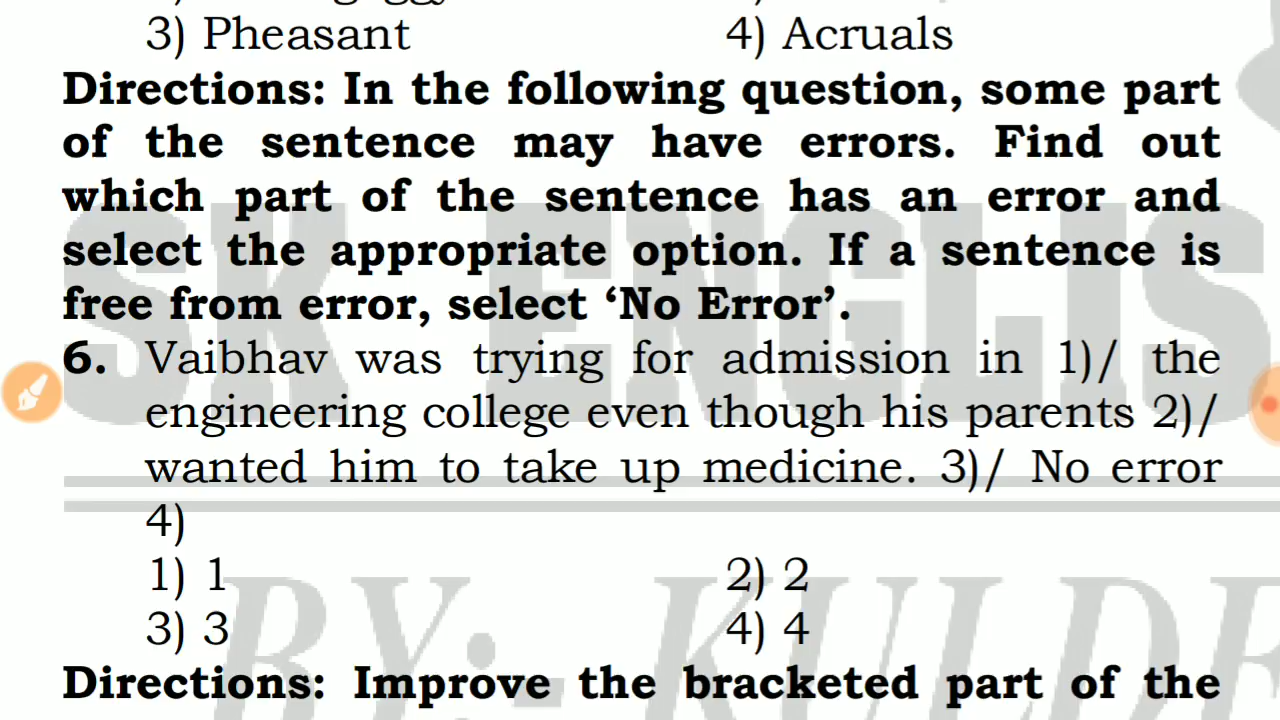 3) Pheasant 4) Acruals
Directions: In the following question, some part
of the sentence may have errors. Find out
which part of the sentence has an error and
select the appropriate option. If a sentence is
free from error, select ‘No Error’.
6. Vaibhav was trying for admission in 1)/ the
engineering college even though his parents 2)/
wanted him to take up medicine. 3)/ No error
4)
1) 1 2) 2
3) 3 4) 4
Directions: Improve the bracketed part of the
SK ENGLIS
BY:- KULDE